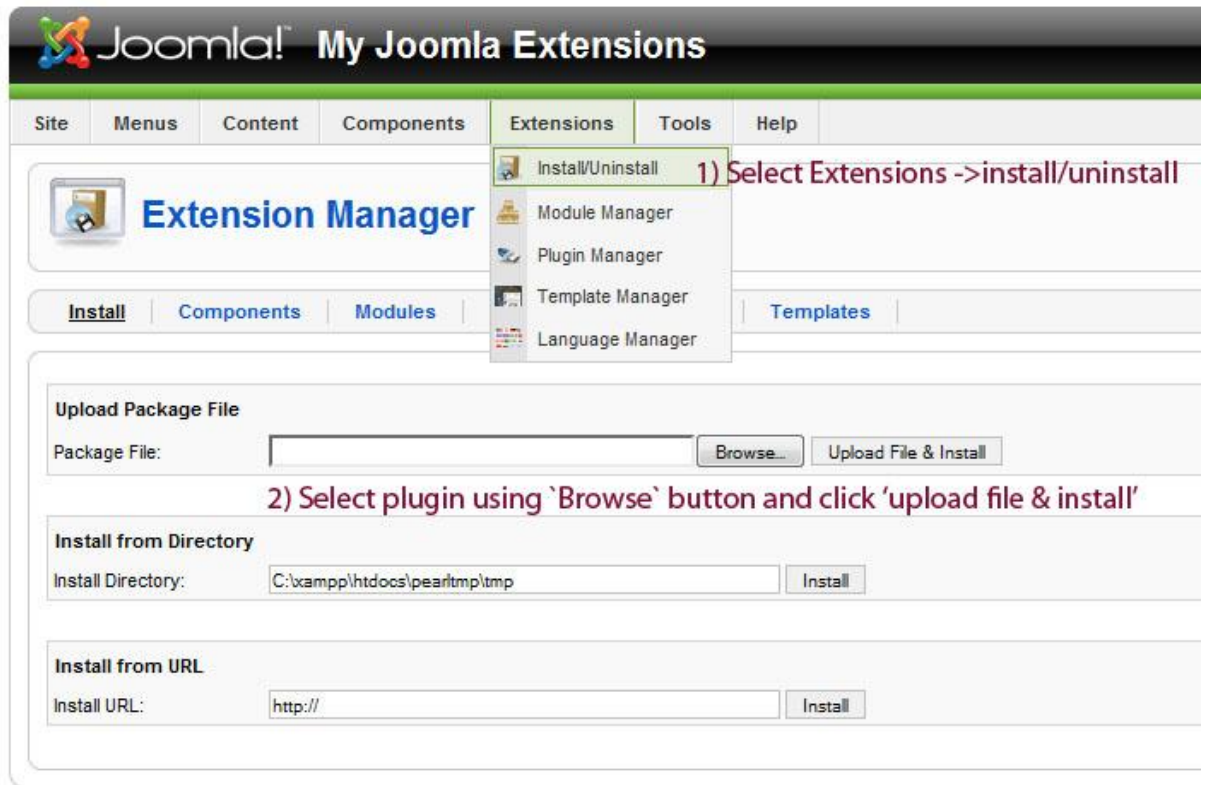 Joomla!™ My Joomla Extensions
Site Menus Content Components Extensions Tools Help
Install/Uninstall
1) Select Extensions ->install/uninstall
Extension Manager
Module Manager
Plugin Manager
Template Manager
Language Manager
Install Components Modules Templates
Upload Package File
Package File: Browse... Upload File & Install
2) Select plugin using `Browse` button and click ‘upload file & install’
Install from Directory
Install Directory: C:\xampp\htdocs\pearltmp\tmp Install
Install from URL
Install URL: http:// Install